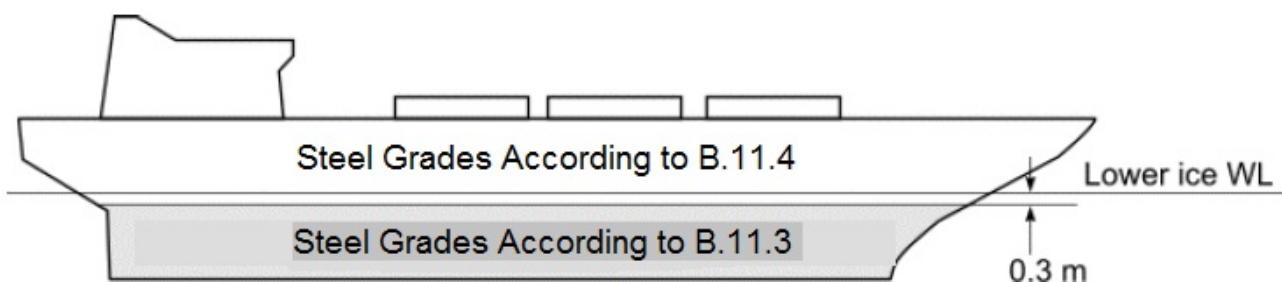 Steel Grades According to B.11.4
Lower ice WL
Steel Grades According to B.11.3
0.3 m